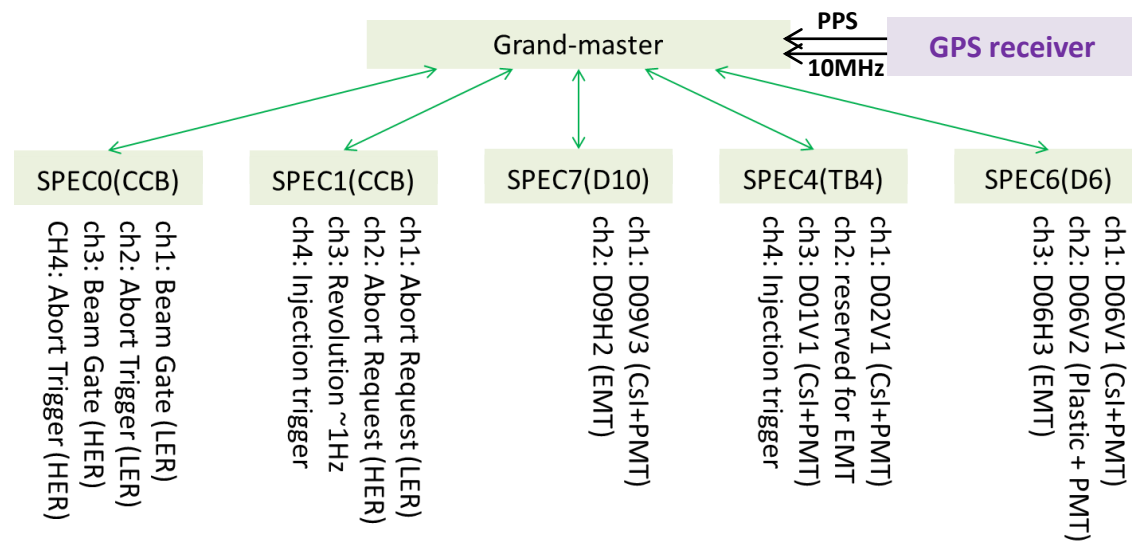 PPS
Grand-master
GPS receiver
10MHz
SPEC0(CCB)
SPEC1(CCB)
SPEC7(D10)
SPEC4(TB4)
SPEC6(D6)
ch1: Beam Gate (LER)
ch2: Abort Trigger (LER)
ch3: Beam Gate (HER)
CH4: Abort Trigger (HER)
ch1: Abort Request (LER)
ch2: Abort Request (HER)
ch3: Revolution ~1Hz
ch4: Injection trigger
ch1: D09V3 (CsI+PMT)
ch2: D09H2 (EMT)
ch1: D02V1 (CsI+PMT)
ch2: reserved for EMT
ch3: D01V1 (CsI+PMT)
ch4: Injection trigger
ch1: D06V1 (CsI+PMT)
ch2: D06V2 (Plastic + PMT)
ch3: D06H3 (EMT)